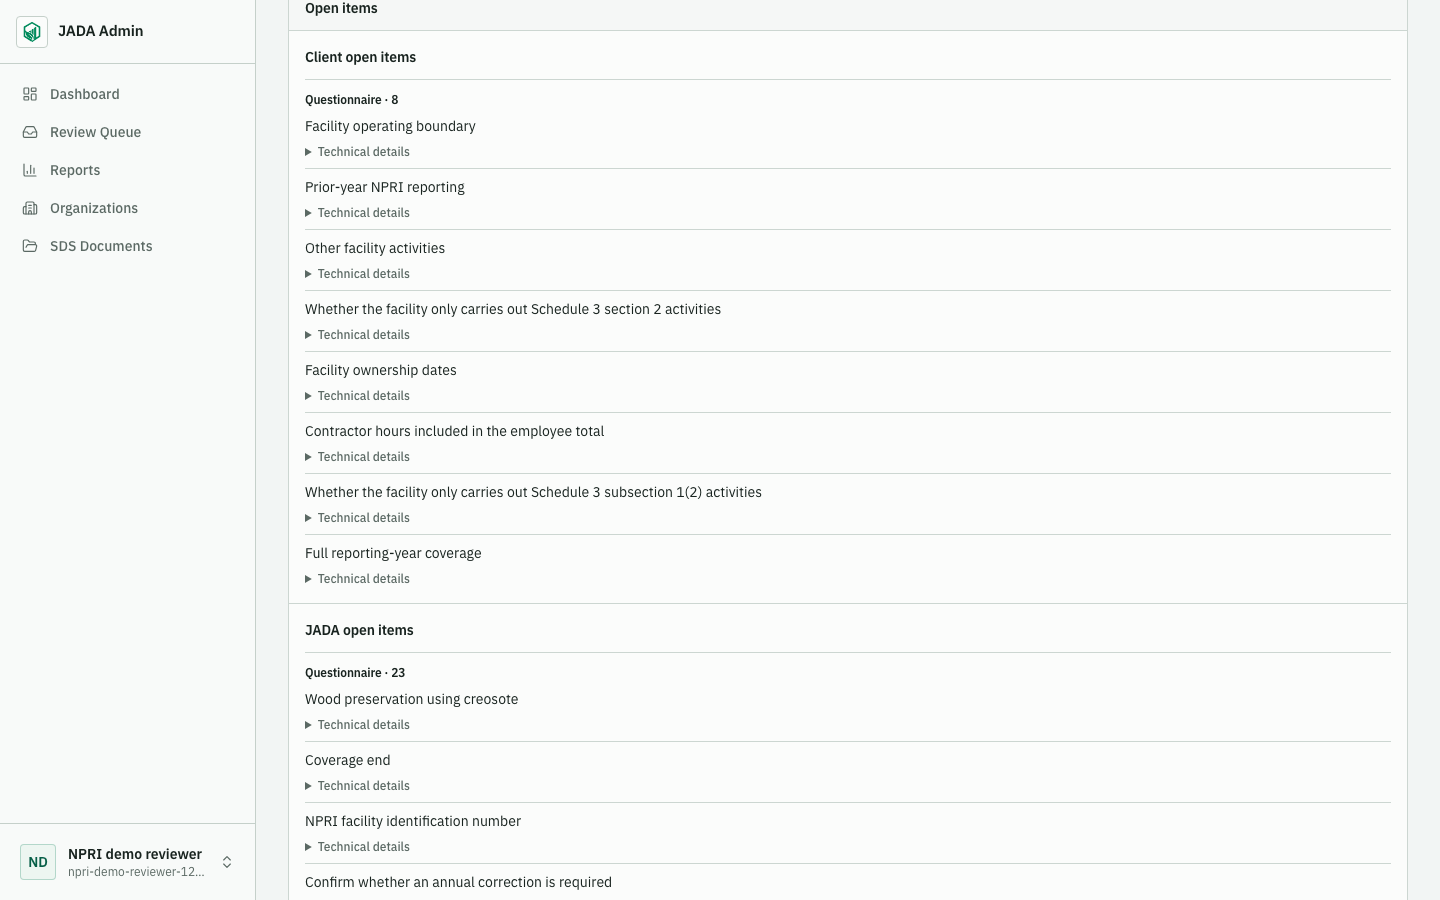 JADA Admin
Dashboard
Review Queue
Reports
Organizations
SDS Documents
ND
NPRI demo reviewer
npri-demo-reviewer-12...
Open items
Client open items
Questionnaire · 8
Facility operating boundary
Technical details
Prior-year NPRI reporting
Technical details
Other facility activities
Technical details
Whether the facility only carries out Schedule 3 section 2 activities
Technical details
Facility ownership dates
Technical details
Contractor hours included in the employee total
Technical details
Whether the facility only carries out Schedule 3 subsection 1(2) activities
Technical details
Full reporting-year coverage
Technical details
JADA open items
Questionnaire · 23
Wood preservation using creosote
Technical details
Coverage end
Technical details
NPRI facility identification number
Technical details
Confirm whether an annual correction is required